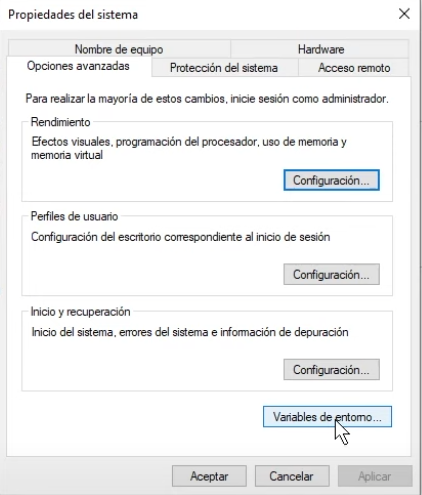 Propiedades del sistema
Nombre de equipo
Hardware
Opciones avanzadas
Protección del sistema
Acceso remoto
Para realizar la mayoría de estos cambios, inicie sesión como administrador.
Rendimiento
Efectos visuales, programación del procesador, uso de memoria y
memoria virtual
Configuración...
Perfiles de usuario
Configuración del escritorio correspondiente al inicio de sesión
Configuración...
Inicio y recuperación
Inicio del sistema, errores del sistema e información de depuración
Configuración...
Variables de entorno...
Aceptar
Cancelar
Aplicar